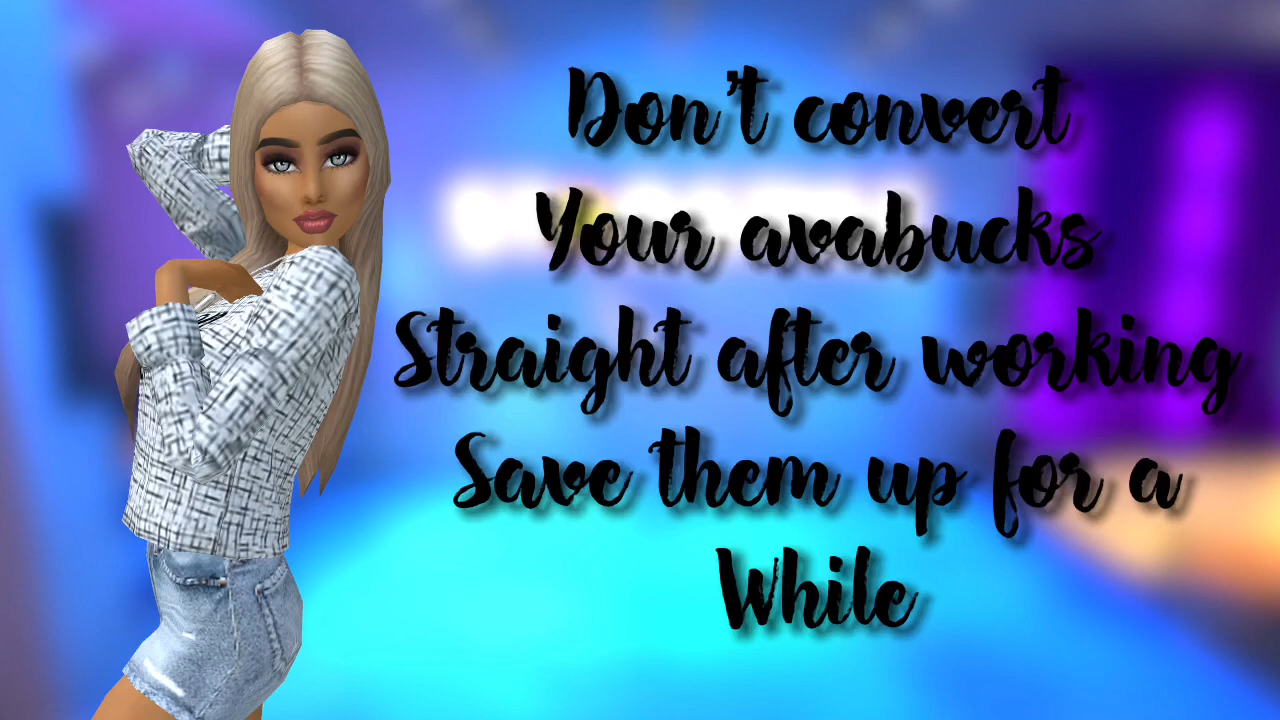 Don't convert
Your avabucks
Straight after working
Save them up for a
While